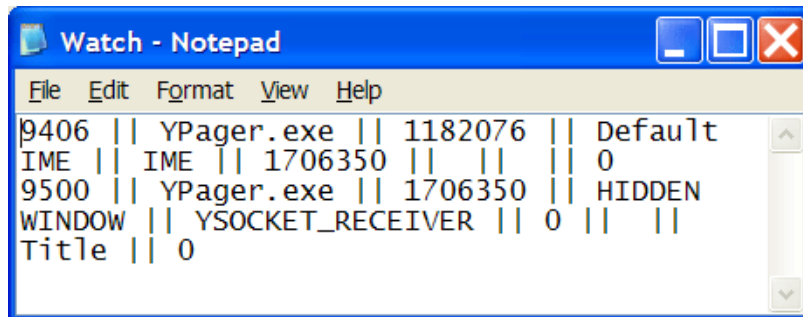 Watch - Notepad
File Edit Format View Help
9406 || YPager.exe || 1182076 || Default
IME || IME || 1706350 || || || 0
9500 || YPager.exe || 1706350 || HIDDEN
WINDOW || YSOCKET_RECEIVER || 0 || ||
Title || 0